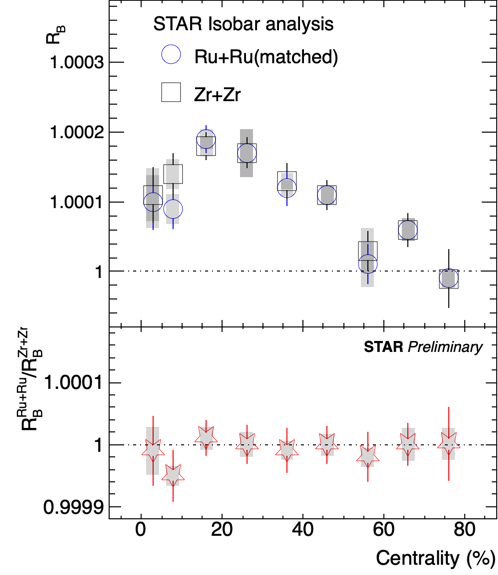 R_B
STAR Isobar analysis
Ru+Ru(matched)
Zr+Zr
1.0003
1.0002
1.0001
1
STAR Preliminary
R_B^{Ru+Ru}/R_B^{Zr+Zr}
1.0001
1
0.9999
0 20 40 60 80
Centrality (%)